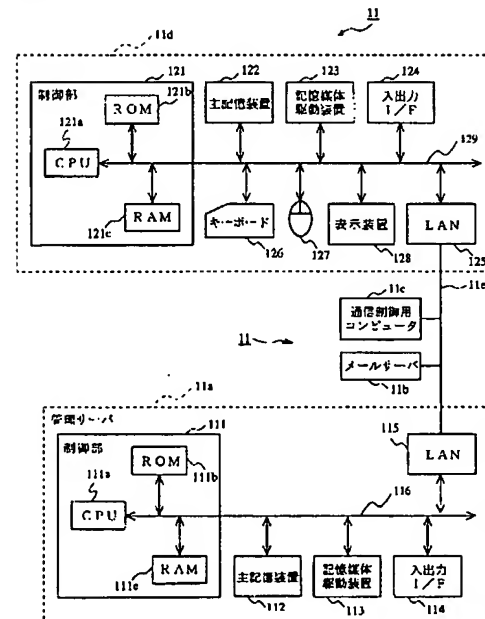 11
11d
121
122
123
124
制御部
ROM
121b
主記憶装置
記憶媒体
駆動装置
入出力
I/F
121a
CPU
129
RAM
121c
キーボード
126
127
表示装置
128
LAN
125
11e
11c
通信制御用
コンピュータ
11
メールサーバ
11b
11a
管理サーバ
111
制御部
ROM
111b
115
LAN
111a
CPU
116
RAM
111c
主記憶装置
112
記憶媒体
駆動装置
113
入出力
I/F
114